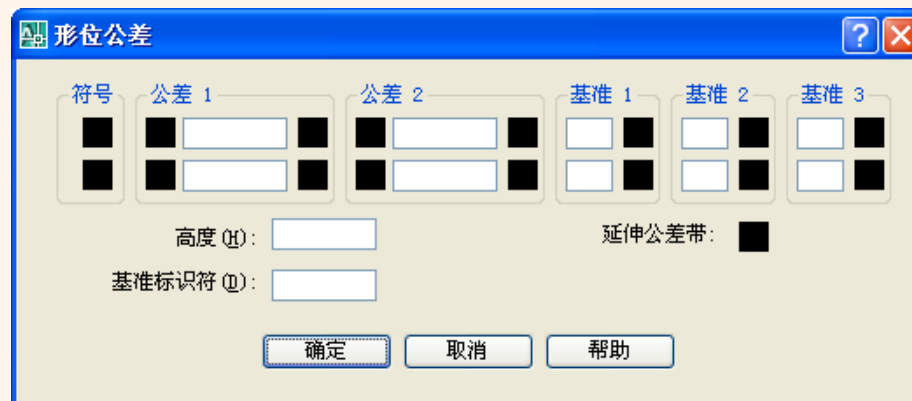 形位公差
符号 公差 1 公差 2 基准 1 基准 2 基准 3
高度(H): 延伸公差带:
基准标识符(D):
确定 取消 帮助